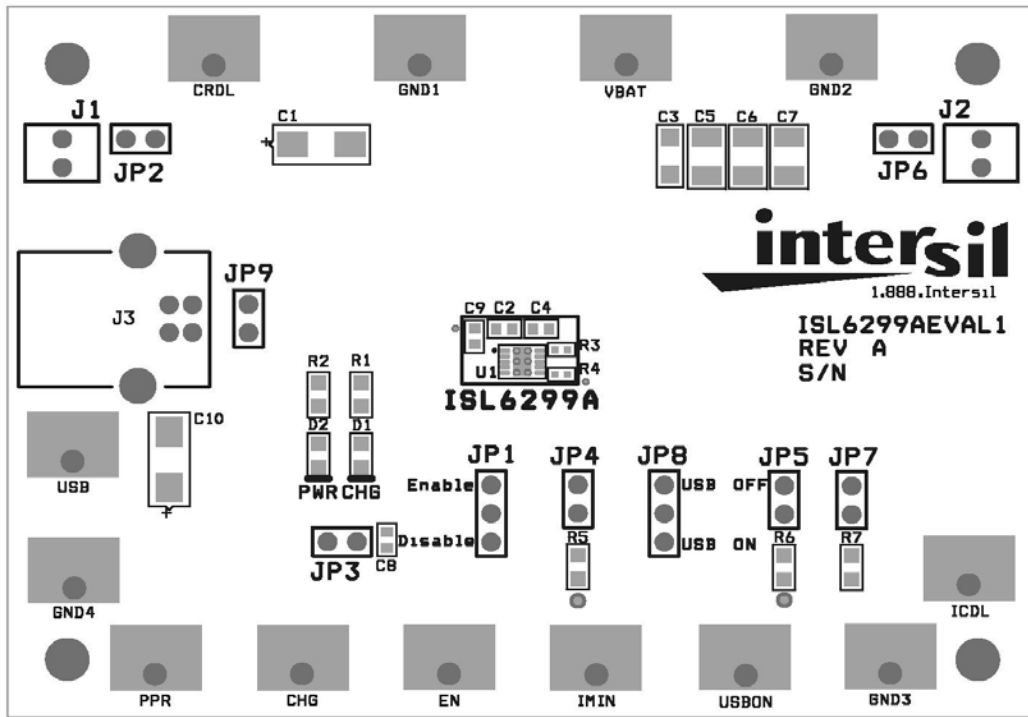 CRDL
GND1
VBAT
GND2
J1
JP2
C1
C3 C5 C6 C7
J2
JP6
intersil
1.888.Intersil
ISL6299AEVAL1
REV A
S/N
J3
JP9
C9 C2 C4
R3
U1
R4
ISL6299A
R2 R1
D2 D1
PWR CHG
C10
USB
JP1
Enable
Disable
JP4
R5
JP8
USB OFF
USB ON
JP5
R6
JP7
R7
JP3
C8
GND4
ICDL
PPR
CHG
EN
IMIN
USBON
GND3